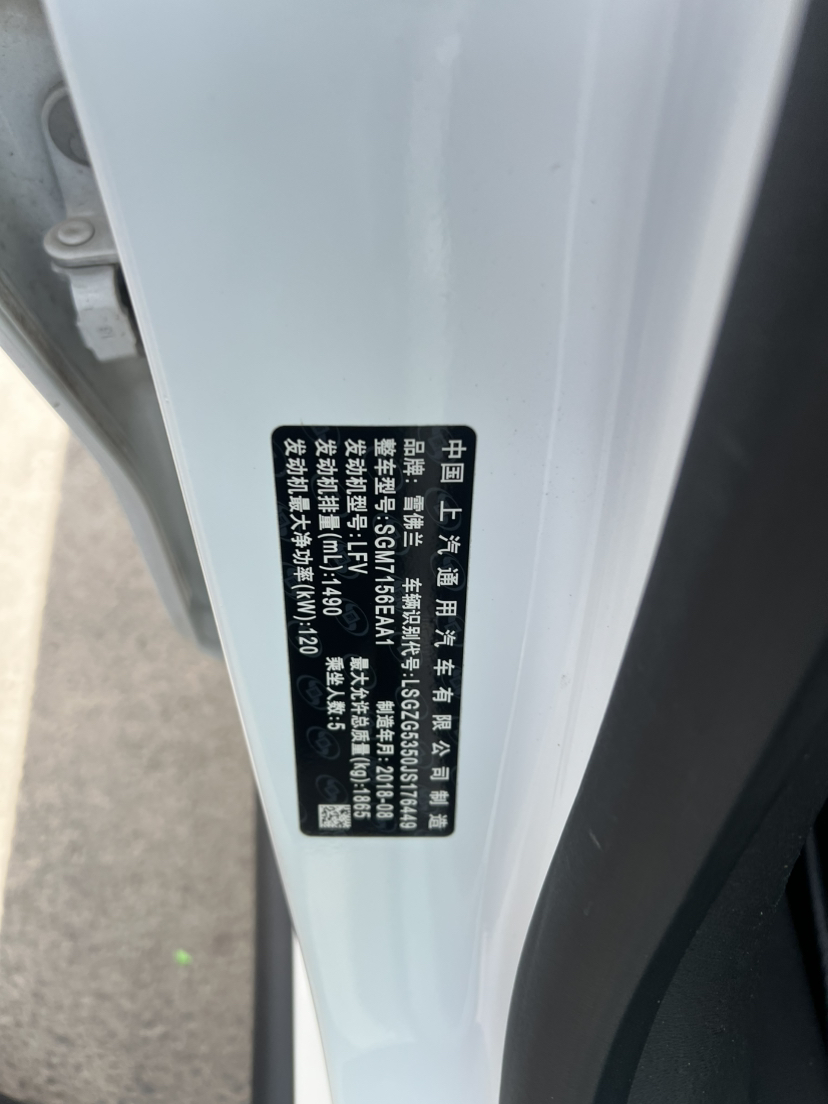 中国上汽通用汽车有限公司制造
品牌: 雪佛兰 车辆识别代号:LSGZG5350JS176449
整车型号:SGM7156EAA1 制造年月:2018-08
发动机型号:LFV 最大允许总质量(kg):1865
发动机排量(mL):1490 乘坐人数:5
发动机最大净功率(kW):120